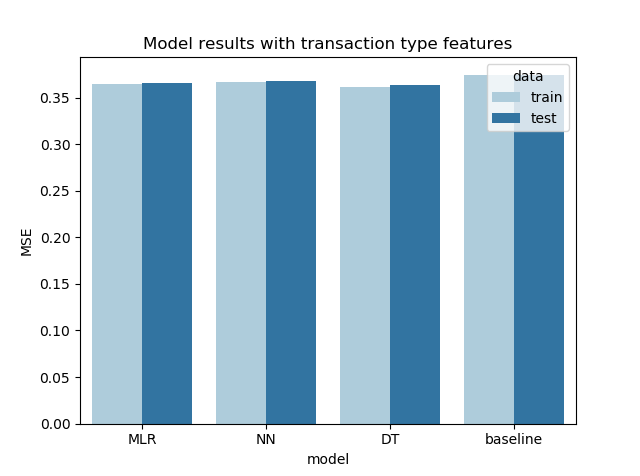 Model results with transaction type features
data
train
test
0.35
0.30
0.25
0.20
0.15
0.10
0.05
0.00
MSE
MLR NN DT baseline
model